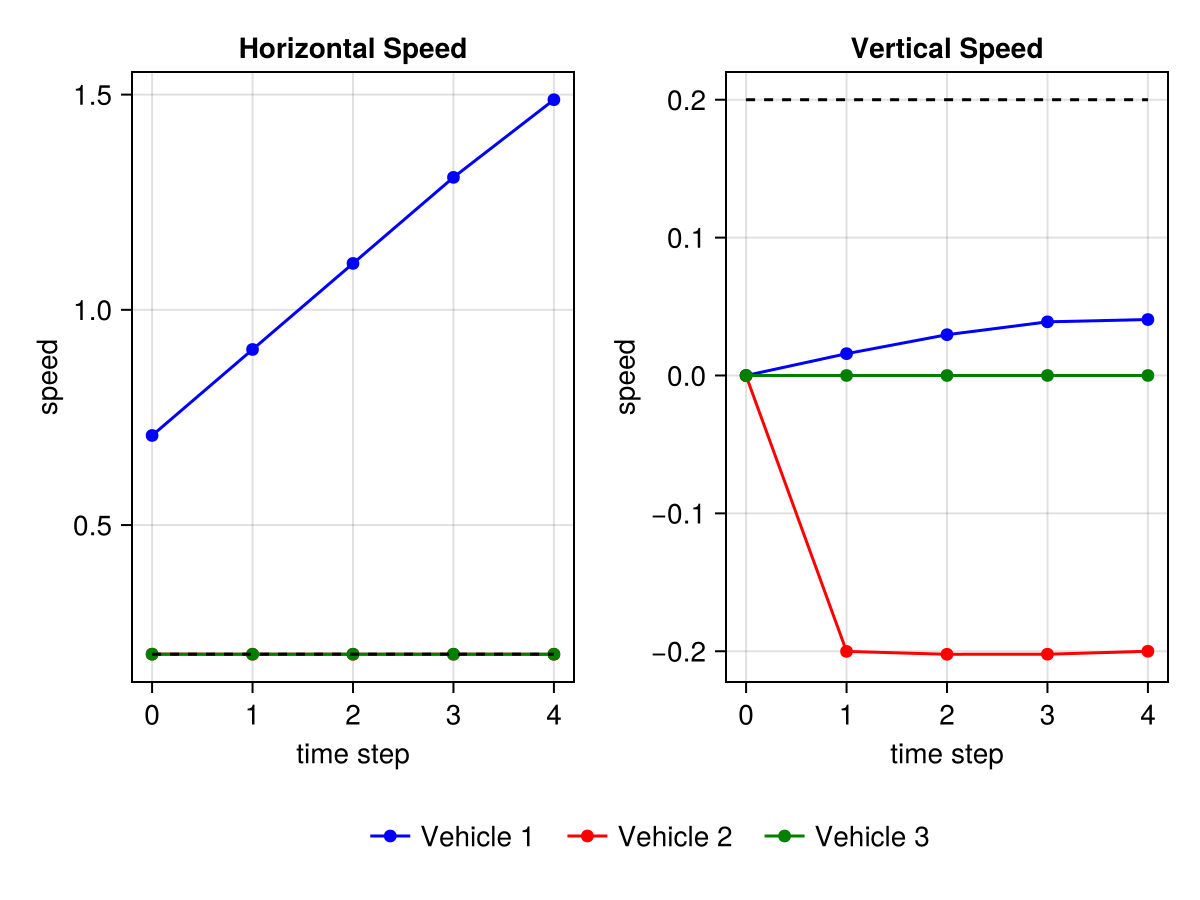 Horizontal Speed
1.5
1.0
0.5
speed
0 1 2 3 4
time step
Vertical Speed
0.2
0.1
0.0
−0.1
−0.2
speed
0 1 2 3 4
time step
Vehicle 1 Vehicle 2 Vehicle 3